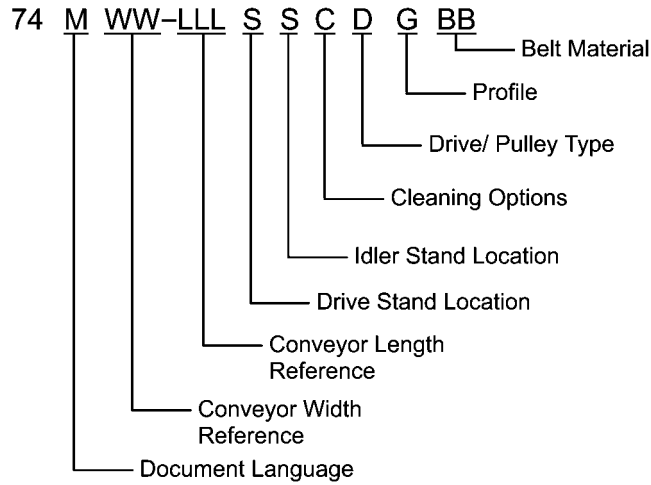 74 M WW–LLL S S C D G BB
Belt Material
Profile
Drive/ Pulley Type
Cleaning Options
Idler Stand Location
Drive Stand Location
Conveyor Length
Reference
Conveyor Width
Reference
Document Language